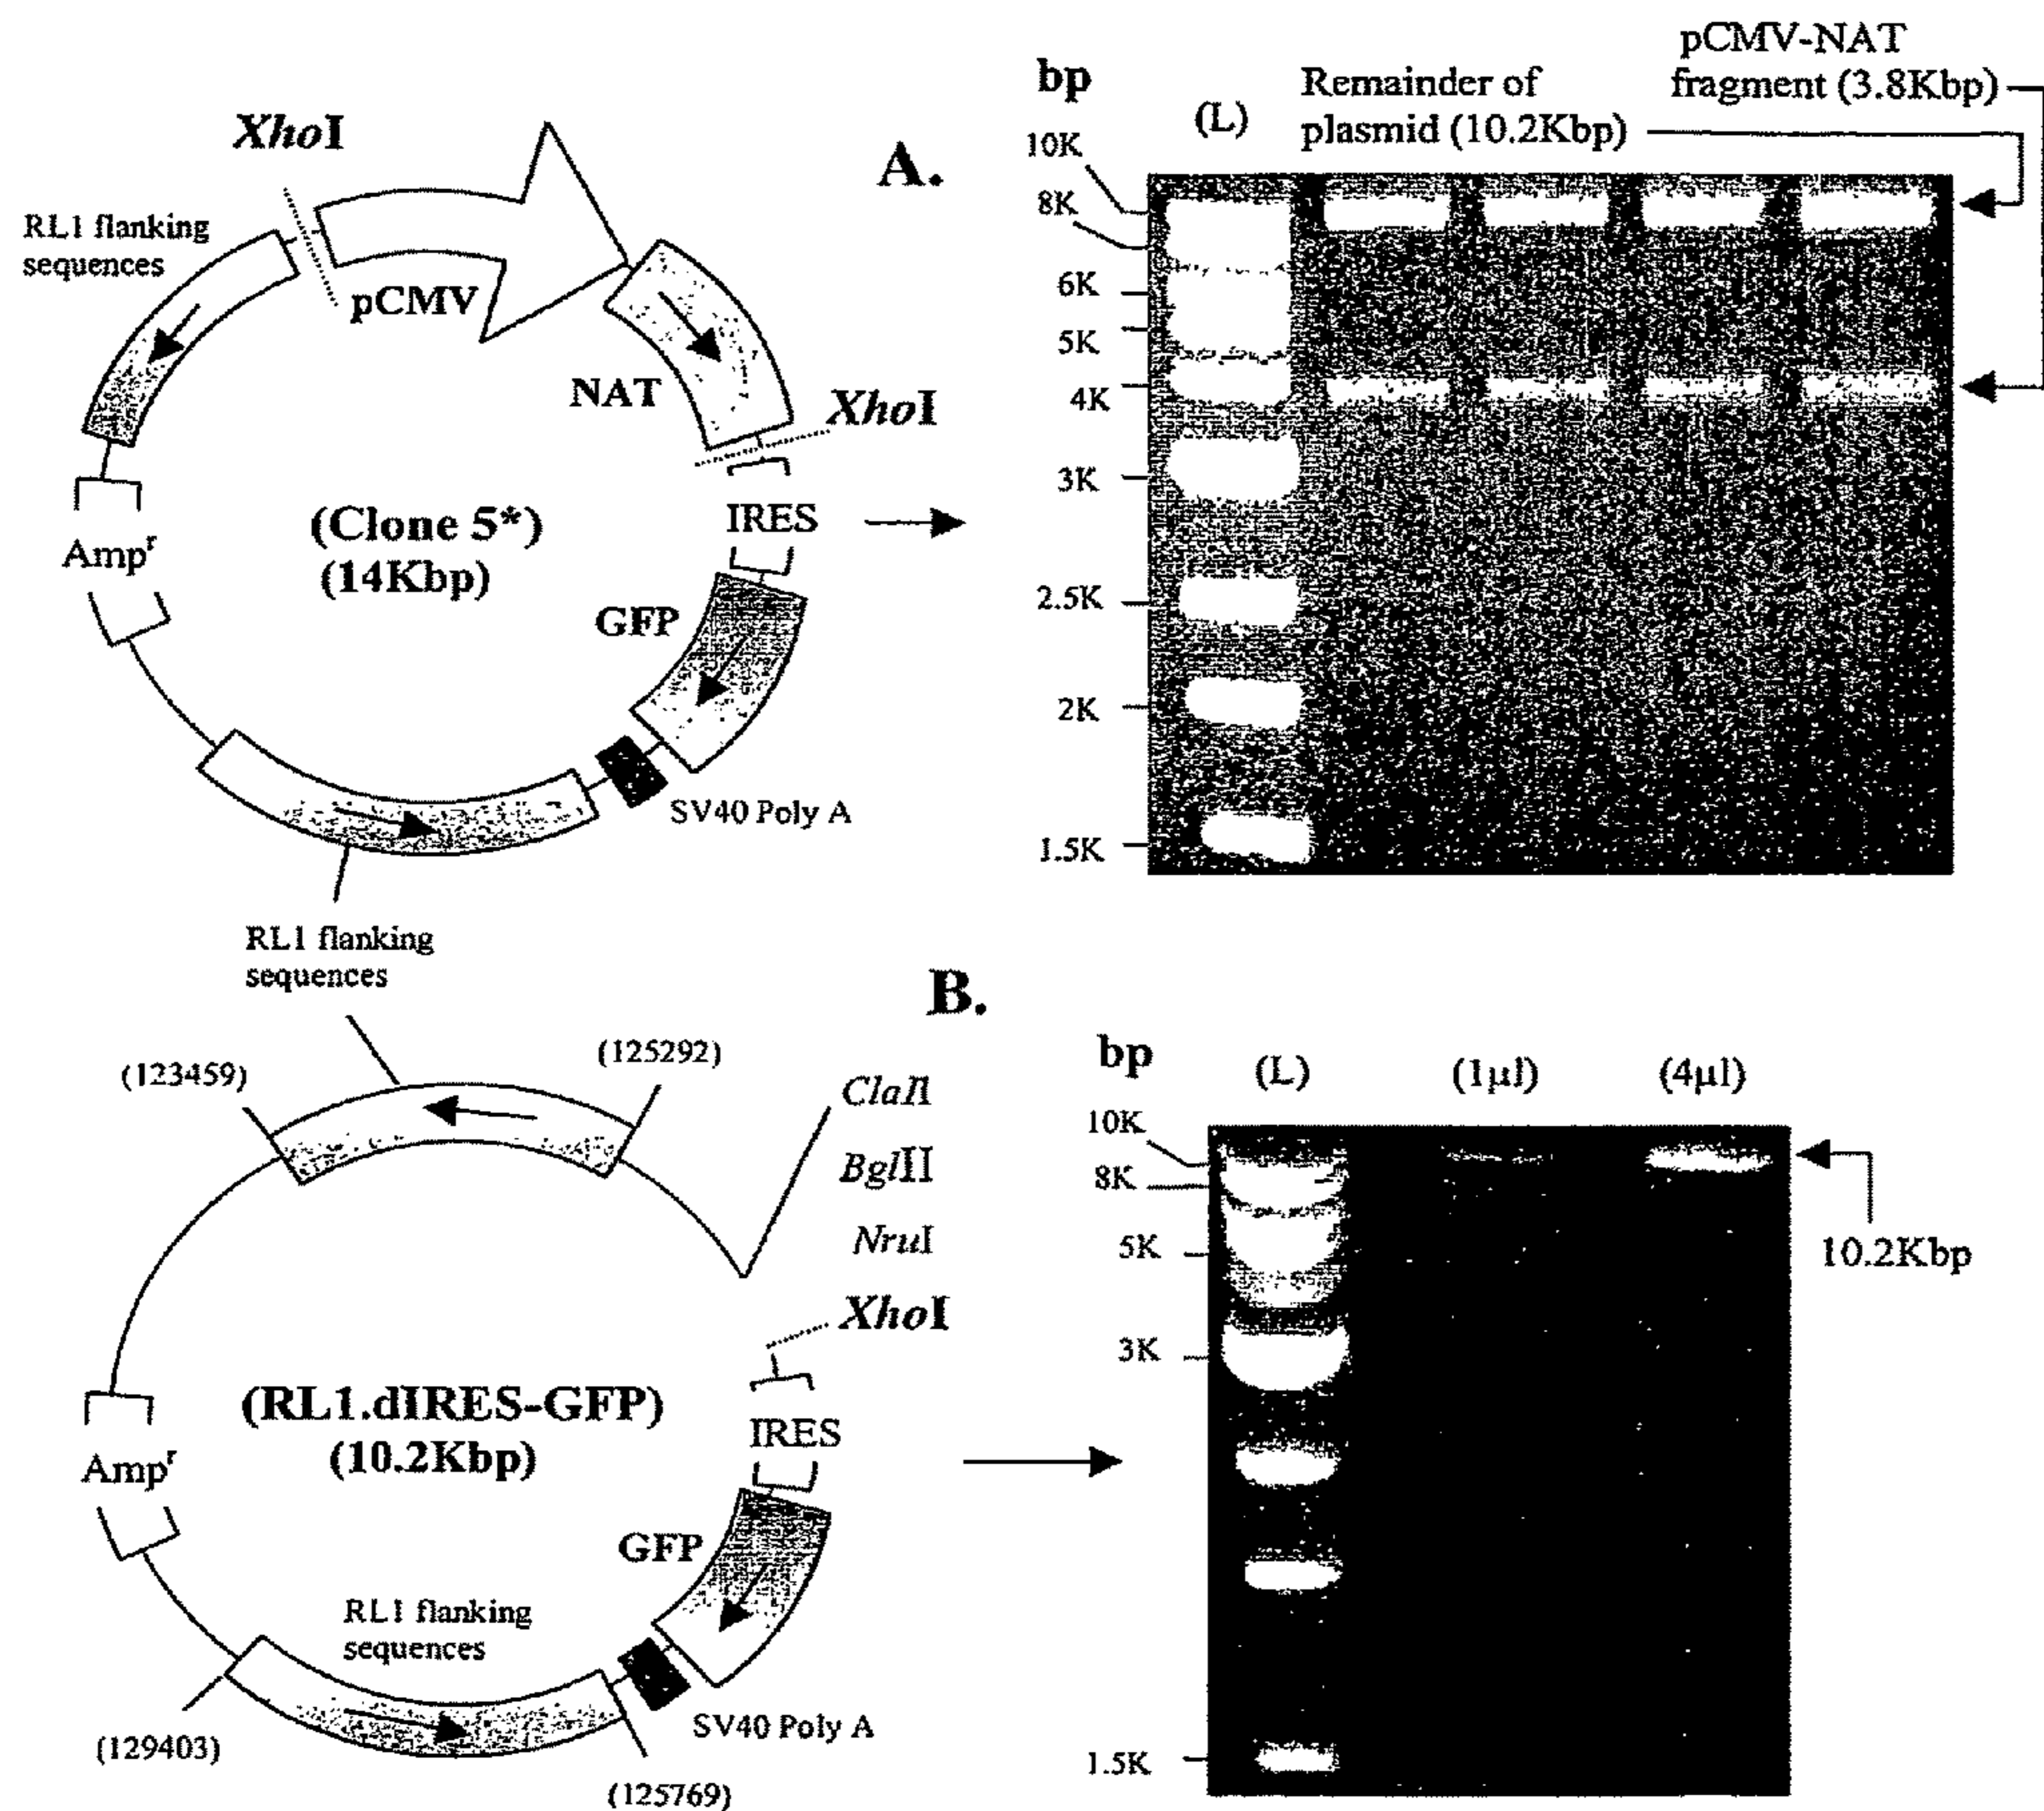 A.
XhoI
RL1 flanking
sequences
pCMV
NAT
XhoI
(Clone 5*)
(14Kbp)
IRES
Ampʳ
GFP
SV40 Poly A
RL1 flanking
sequences
bp
(L)
Remainder of
plasmid (10.2Kbp)
pCMV-NAT
fragment (3.8Kbp)
10K
8K
6K
5K
4K
3K
2.5K
2K
1.5K
B.
(123459)
(125292)
BglII
NruI
XhoI
(RL1.dIRES-GFP)
(10.2Kbp)
IRES
Ampʳ
GFP
RL1 flanking
sequences
SV40 Poly A
(129403)
(125769)
bp
(L)
(1µl)
(4µl)
10K
8K
5K
3K
1.5K
10.2Kbp